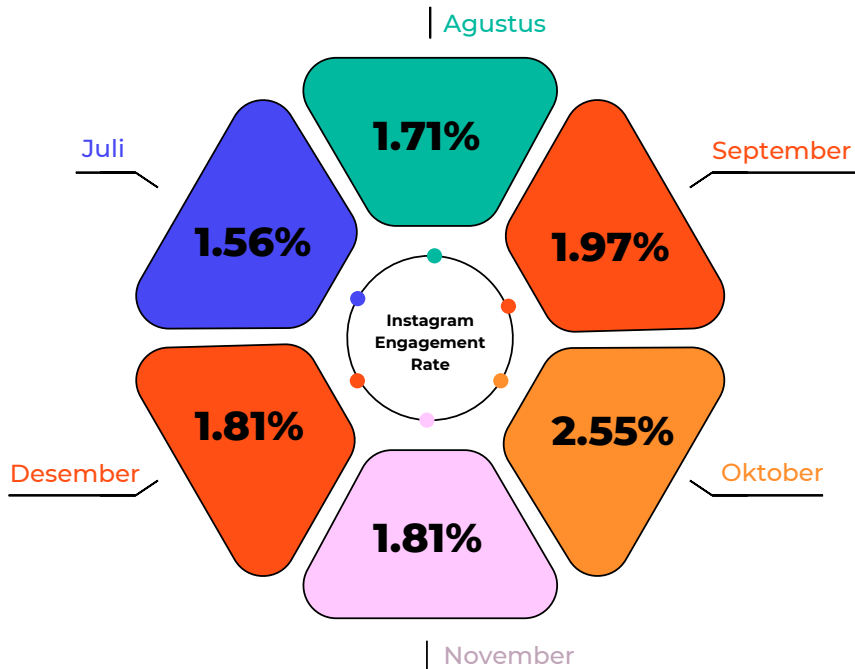 Agustus
1.71%
Juli
1.56%
September
1.97%
Instagram
Engagement
Rate
Desember
1.81%
Oktober
2.55%
1.81%
November